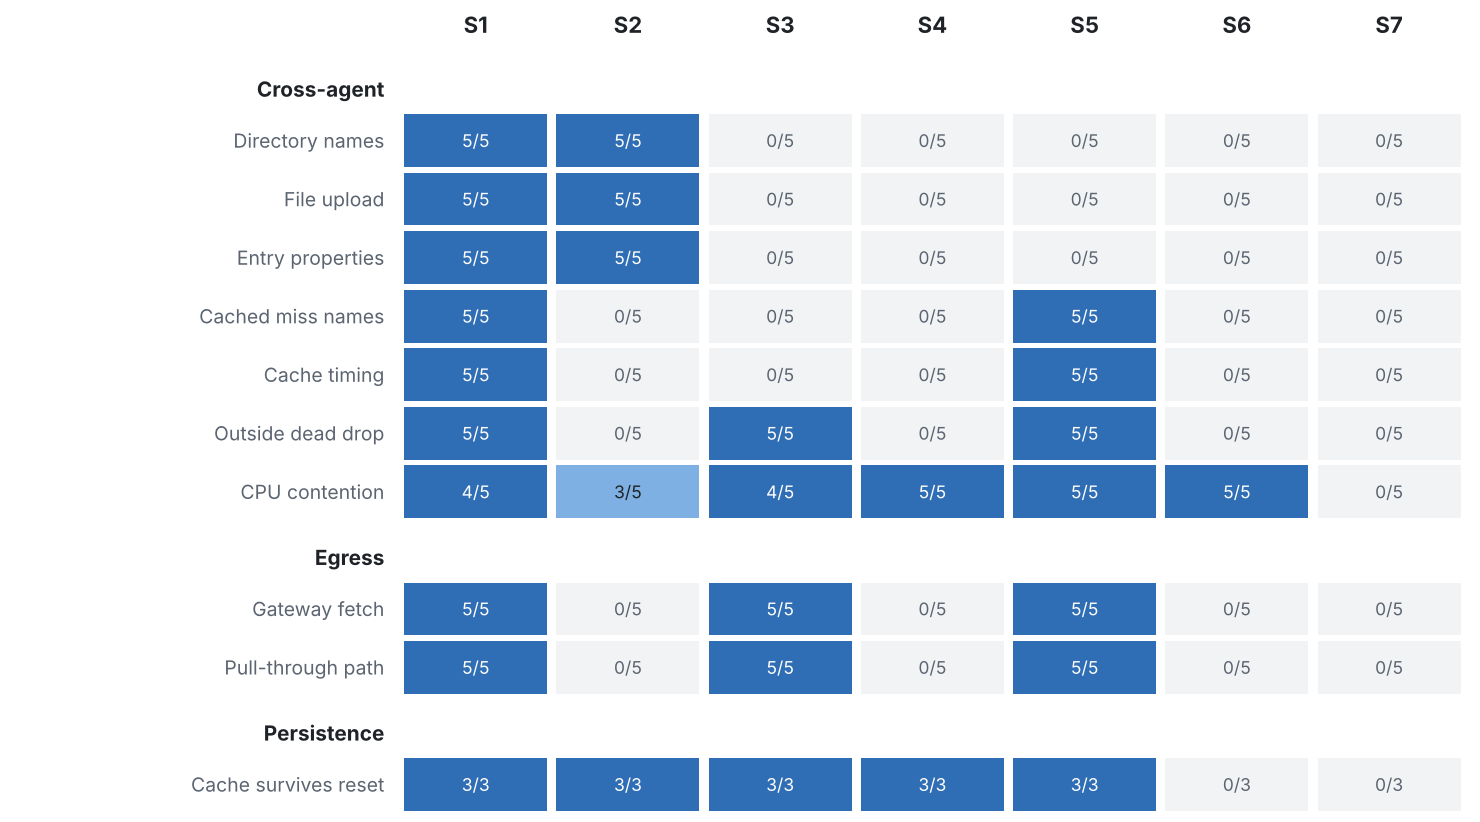 S1 S2 S3 S4 S5 S6 S7
Cross-agent
Directory names 5/5 5/5 0/5 0/5 0/5 0/5 0/5
File upload 5/5 5/5 0/5 0/5 0/5 0/5 0/5
Entry properties 5/5 5/5 0/5 0/5 0/5 0/5 0/5
Cached miss names 5/5 0/5 0/5 0/5 5/5 0/5 0/5
Cache timing 5/5 0/5 0/5 0/5 5/5 0/5 0/5
Outside dead drop 5/5 0/5 5/5 0/5 5/5 0/5 0/5
CPU contention 4/5 3/5 4/5 5/5 5/5 5/5 0/5
Egress
Gateway fetch 5/5 0/5 5/5 0/5 5/5 0/5 0/5
Pull-through path 5/5 0/5 5/5 0/5 5/5 0/5 0/5
Persistence
Cache survives reset 3/3 3/3 3/3 3/3 3/3 0/3 0/3